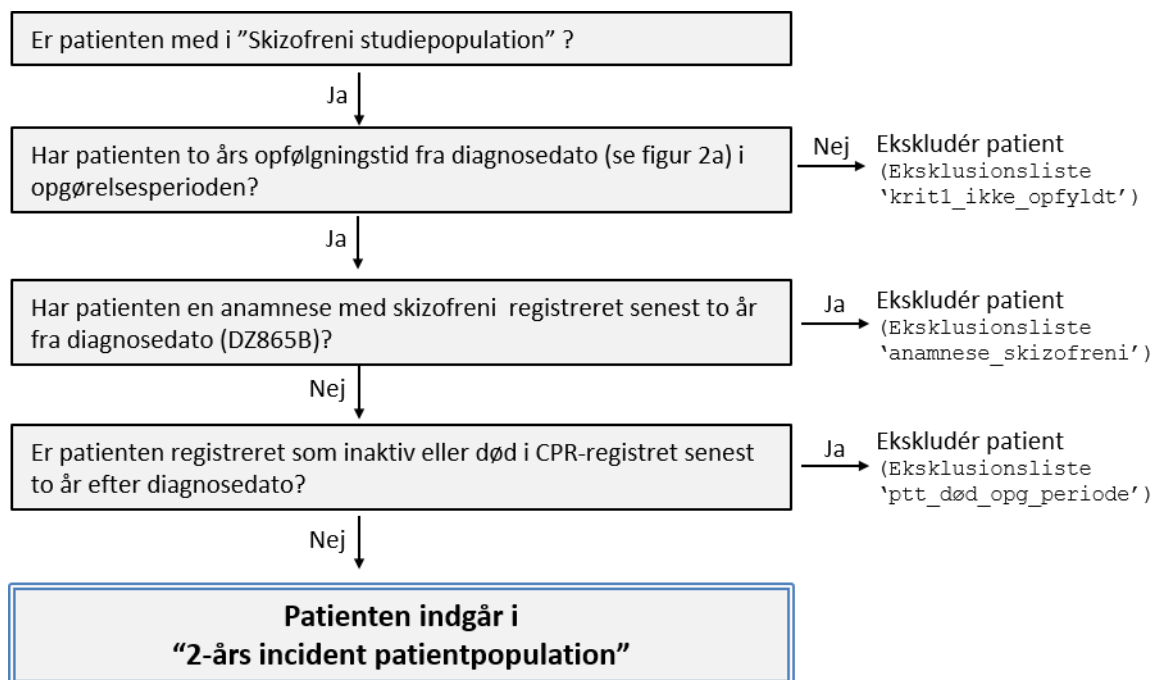 Er patienten med i ”Skizofreni studiepopulation” ?
Ja
Har patienten to års opfølgningstid fra diagnosedato (se figur 2a) i
opgørelsesperioden?
Nej
Ekskludér patient
(Eksklusionsliste
‘krit1_ikke_opfyldt’)
Ja
Har patienten en anamnese med skizofreni registreret senest to år
fra diagnosedato (DZ865B)?
Ja
Ekskludér patient
(Eksklusionsliste
‘anamnese_skizofreni’)
Nej
Er patienten registreret som inaktiv eller død i CPR-registret senest
to år efter diagnosedato?
Ja
Ekskludér patient
(Eksklusionsliste
‘ptt_død_opg_periode’)
Nej
Patienten indgår i
“2-års incident patientpopulation”